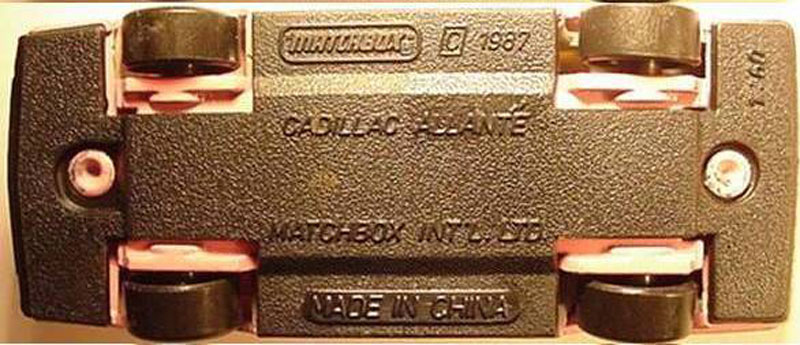 MATCHBOX © 1987
1:60
CADILLAC ALLANTÉ
MATCHBOX INT'L. LTD.
MADE IN CHINA